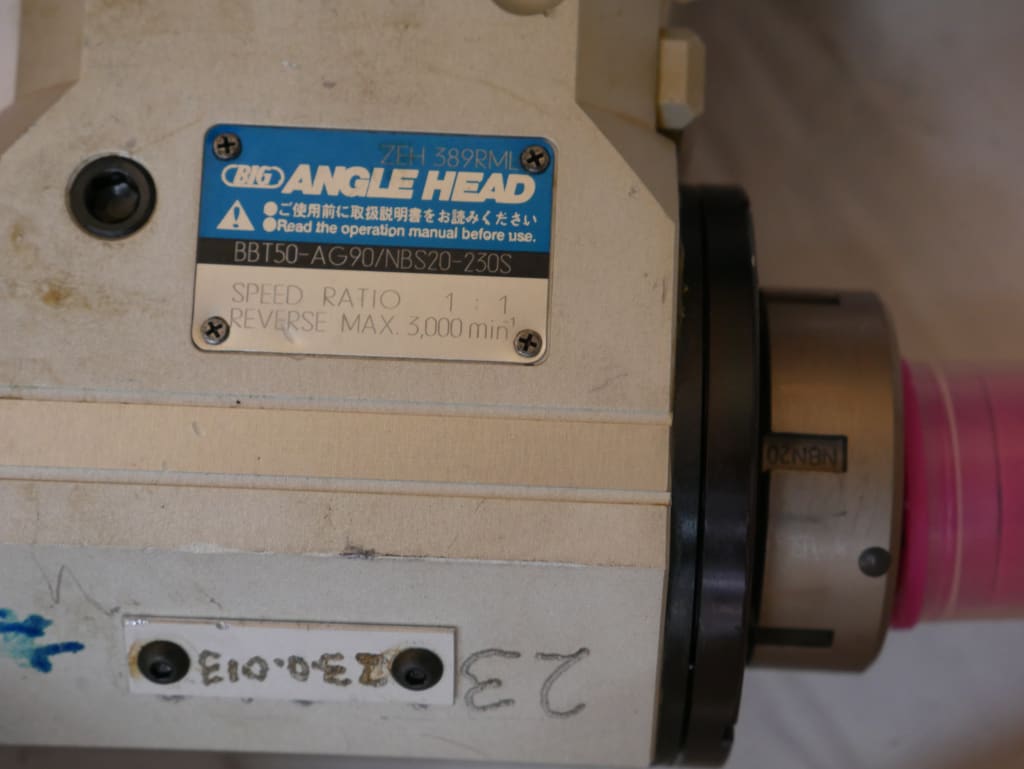 ZEH 389RML
BIG ANGLE HEAD
●ご使用前に取扱説明書をお読みください
●Read the operation manual before use.
BBT50-AG90/NBS20-230S
SPEED RATIO 1 : 1
REVERSE MAX. 3,000 min⁻¹
NBN20
230.013
23